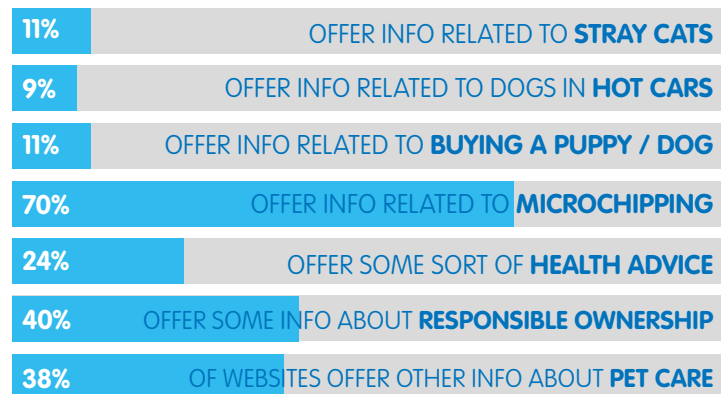 11% OFFER INFO RELATED TO STRAY CATS
9% OFFER INFO RELATED TO DOGS IN HOT CARS
11% OFFER INFO RELATED TO BUYING A PUPPY / DOG
70% OFFER INFO RELATED TO MICROCHIPPING
24% OFFER SOME SORT OF HEALTH ADVICE
40% OFFER SOME INFO ABOUT RESPONSIBLE OWNERSHIP
38% OF WEBSITES OFFER OTHER INFO ABOUT PET CARE